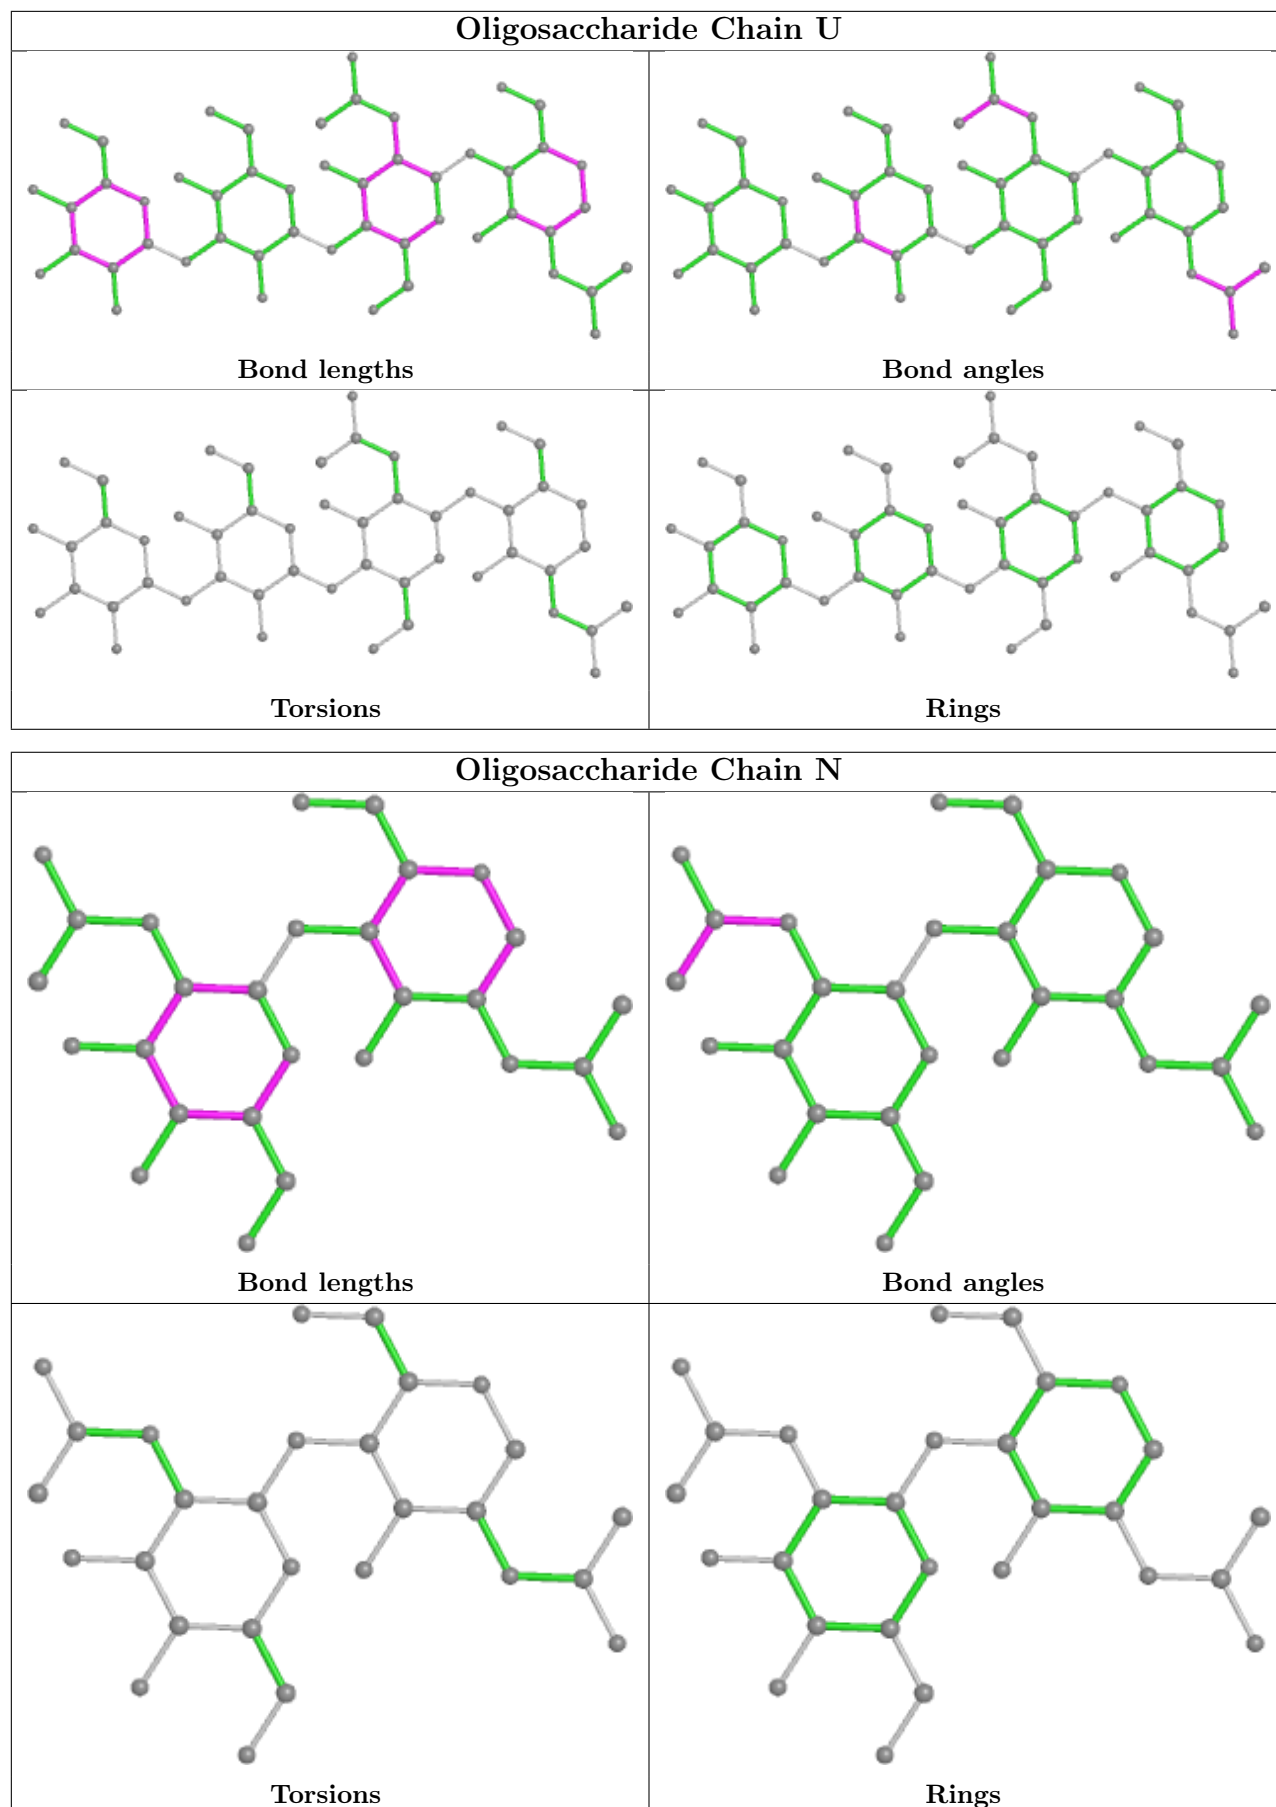 Oligosaccharide Chain U
Bond lengths
Bond angles
Torsions
Rings
Oligosaccharide Chain N
Bond lengths
Bond angles
Torsions
Rings